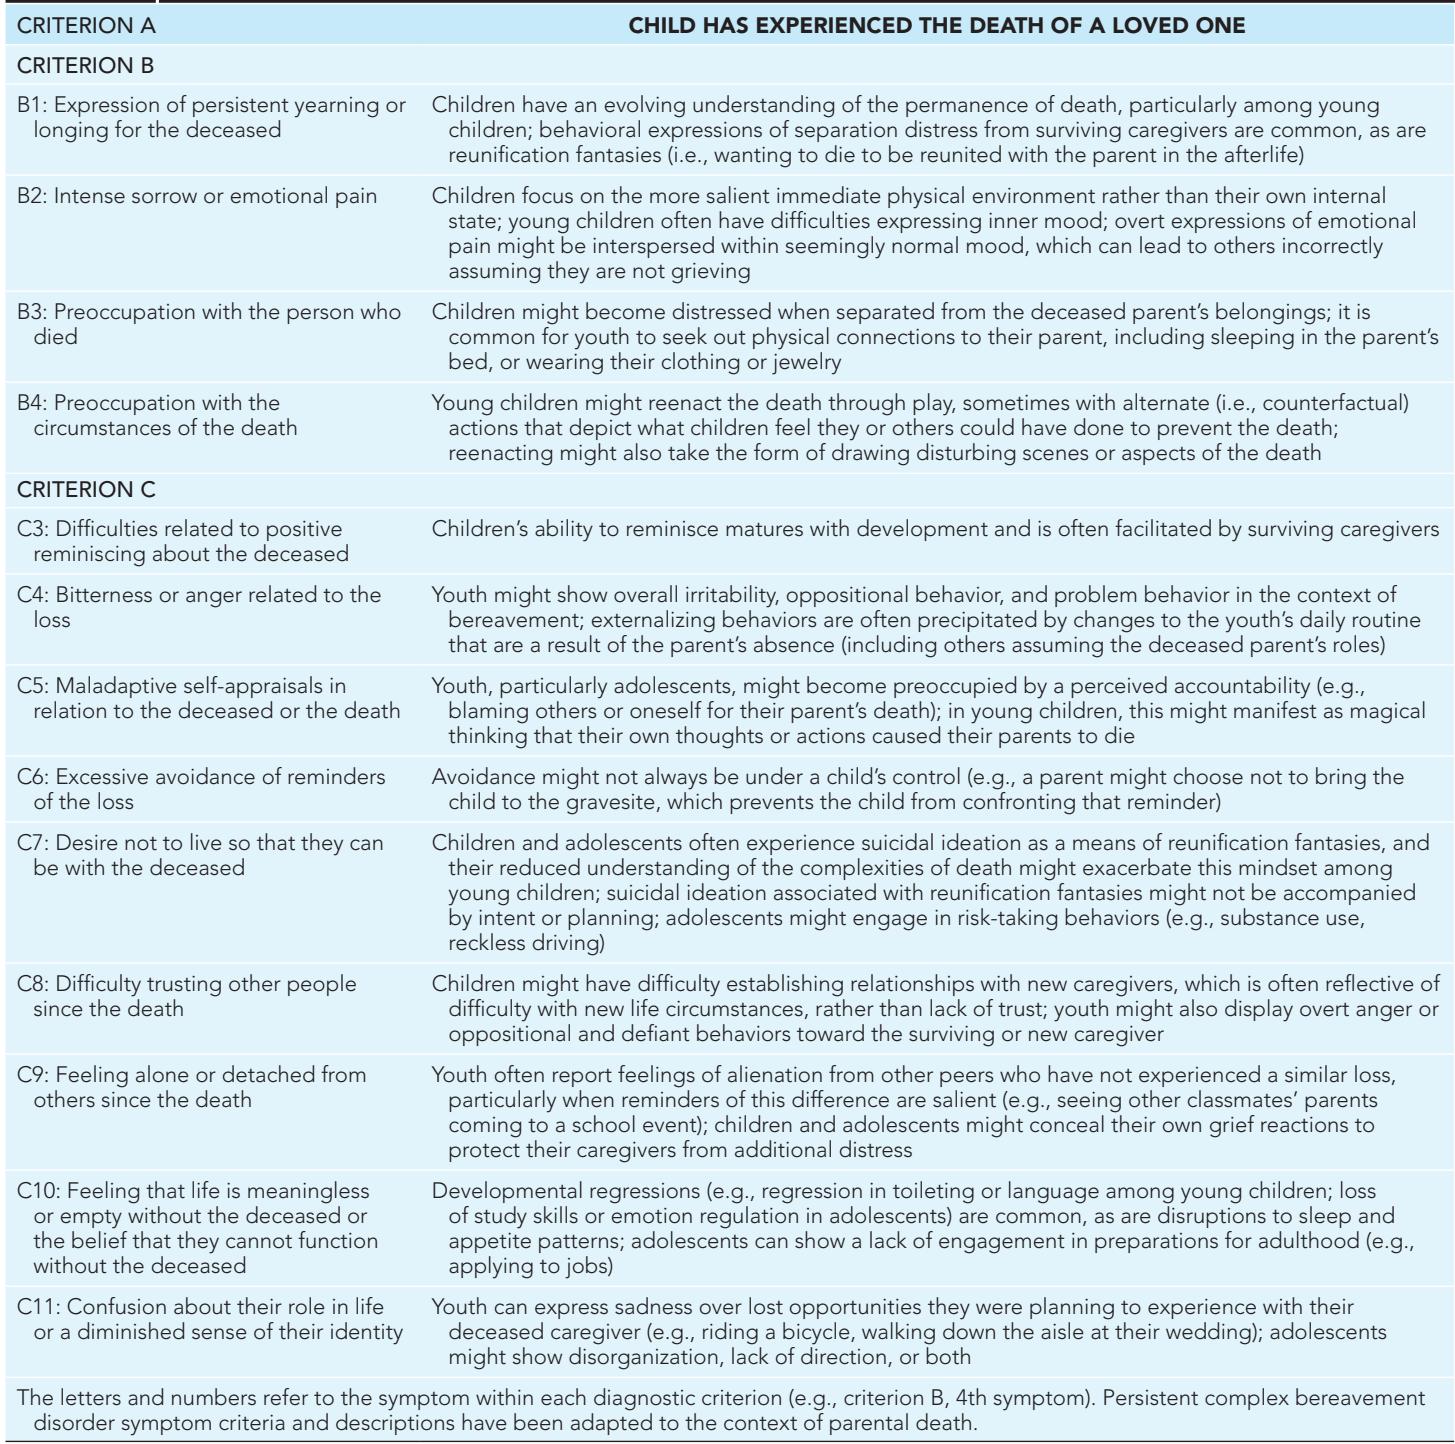 CRITERION A CHILD HAS EXPERIENCED THE DEATH OF A LOVED ONE
CRITERION B
B1: Expression of persistent yearning or
longing for the deceased
Children have an evolving understanding of the permanence of death, particularly among young
children; behavioral expressions of separation distress from surviving caregivers are common, as are
reunification fantasies (i.e., wanting to die to be reunited with the parent in the afterlife)
B2: Intense sorrow or emotional pain
Children focus on the more salient immediate physical environment rather than their own internal
state; young children often have difficulties expressing inner mood; overt expressions of emotional
pain might be interspersed within seemingly normal mood, which can lead to others incorrectly
assuming they are not grieving
B3: Preoccupation with the person who
died
Children might become distressed when separated from the deceased parent's belongings; it is
common for youth to seek out physical connections to their parent, including sleeping in the parent's
bed, or wearing their clothing or jewelry
B4: Preoccupation with the
circumstances of the death
Young children might reenact the death through play, sometimes with alternate (i.e., counterfactual)
actions that depict what children feel they or others could have done to prevent the death;
reenacting might also take the form of drawing disturbing scenes or aspects of the death
CRITERION C
C3: Difficulties related to positive
reminiscing about the deceased
Children's ability to reminisce matures with development and is often facilitated by surviving caregivers
C4: Bitterness or anger related to the
loss
Youth might show overall irritability, oppositional behavior, and problem behavior in the context of
bereavement; externalizing behaviors are often precipitated by changes to the youth's daily routine
that are a result of the parent's absence (including others assuming the deceased parent's roles)
C5: Maladaptive self-appraisals in
relation to the deceased or the death
Youth, particularly adolescents, might become preoccupied by a perceived accountability (e.g.,
blaming others or oneself for their parent's death); in young children, this might manifest as magical
thinking that their own thoughts or actions caused their parents to die
C6: Excessive avoidance of reminders
of the loss
Avoidance might not always be under a child's control (e.g., a parent might choose not to bring the
child to the gravesite, which prevents the child from confronting that reminder)
C7: Desire not to live so that they can
be with the deceased
Children and adolescents often experience suicidal ideation as a means of reunification fantasies, and
their reduced understanding of the complexities of death might exacerbate this mindset among
young children; suicidal ideation associated with reunification fantasies might not be accompanied
by intent or planning; adolescents might engage in risk-taking behaviors (e.g., substance use,
reckless driving)
C8: Difficulty trusting other people
since the death
Children might have difficulty establishing relationships with new caregivers, which is often reflective of
difficulty with new life circumstances, rather than lack of trust; youth might also display overt anger or
oppositional and defiant behaviors toward the surviving or new caregiver
C9: Feeling alone or detached from
others since the death
Youth often report feelings of alienation from other peers who have not experienced a similar loss,
particularly when reminders of this difference are salient (e.g., seeing other classmates' parents
coming to a school event); children and adolescents might conceal their own grief reactions to
protect their caregivers from additional distress
C10: Feeling that life is meaningless
or empty without the deceased or
the belief that they cannot function
without the deceased
Developmental regressions (e.g., regression in toileting or language among young children; loss
of study skills or emotion regulation in adolescents) are common, as are disruptions to sleep and
appetite patterns; adolescents can show a lack of engagement in preparations for adulthood (e.g.,
applying to jobs)
C11: Confusion about their role in life
or a diminished sense of their identity
Youth can express sadness over lost opportunities they were planning to experience with their
deceased caregiver (e.g., riding a bicycle, walking down the aisle at their wedding); adolescents
might show disorganization, lack of direction, or both
The letters and numbers refer to the symptom within each diagnostic criterion (e.g., criterion B, 4th symptom). Persistent complex bereavement
disorder symptom criteria and descriptions have been adapted to the context of parental death.